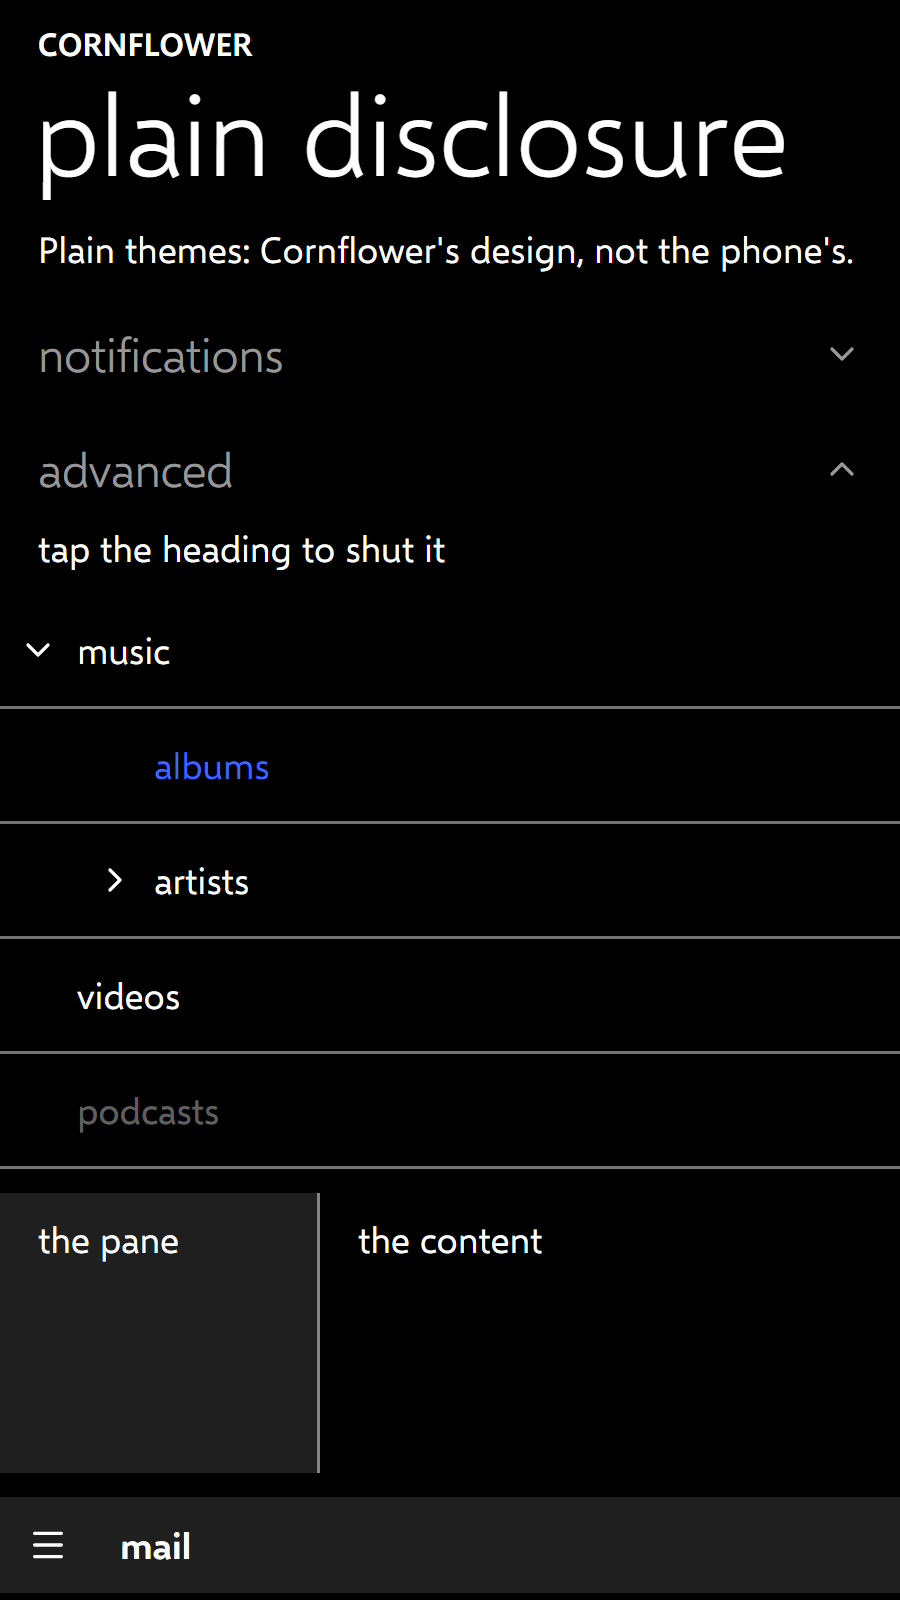 CORNFLOWER
plain disclosure
Plain themes: Cornflower's design, not the phone's.
notifications
advanced
tap the heading to shut it
music
albums
artists
videos
podcasts
the pane
the content
mail